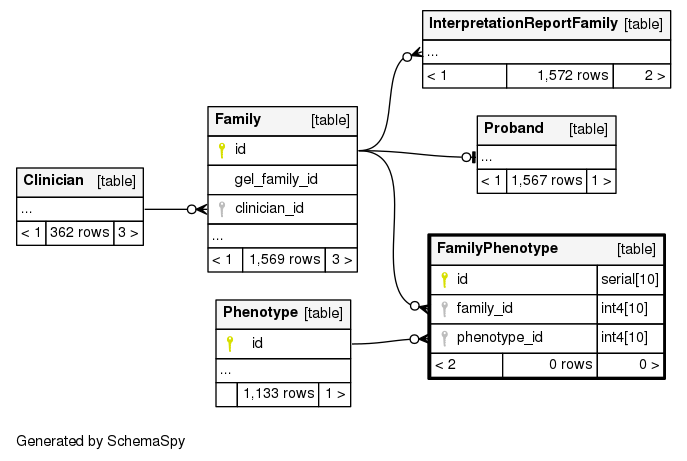 InterpretationReportFamily [table]
...
< 1 1,572 rows 2 >
Family [table]
id
gel_family_id
clinician_id
...
< 1 1,569 rows 3 >
Proband [table]
...
< 1 1,567 rows 1 >
Clinician [table]
...
< 1 362 rows 3 >
FamilyPhenotype [table]
id serial[10]
family_id int4[10]
phenotype_id int4[10]
< 2 0 rows 0 >
Phenotype [table]
id
...
1,133 rows 1 >
Generated by SchemaSpy